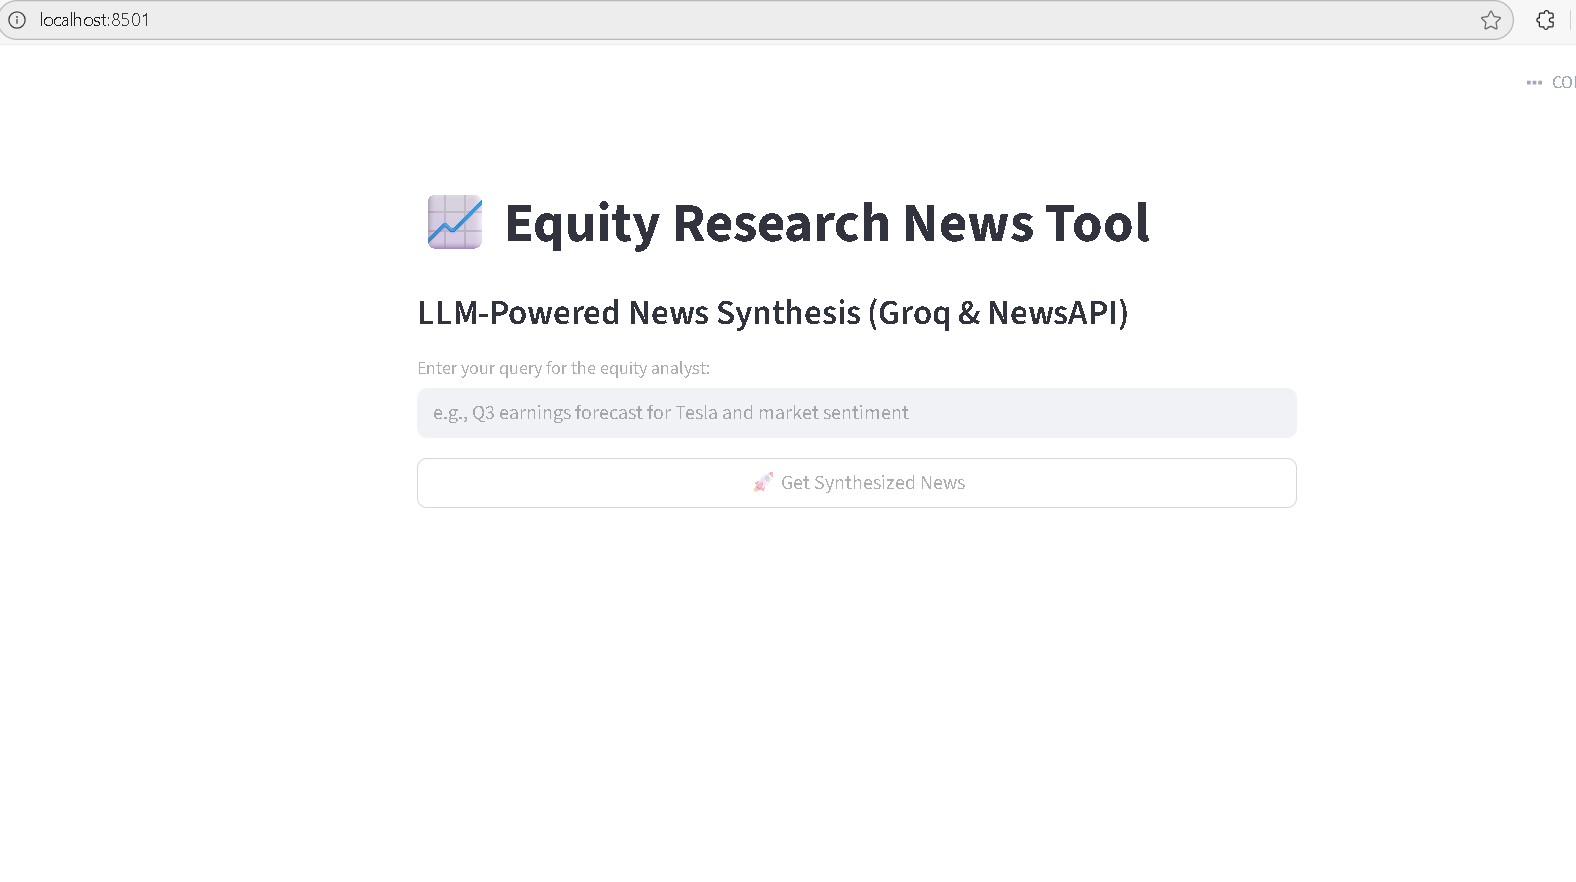 localhost:8501
Equity Research News Tool
LLM-Powered News Synthesis (Groq & NewsAPI)
Enter your query for the equity analyst:
e.g., Q3 earnings forecast for Tesla and market sentiment
🚀 Get Synthesized News